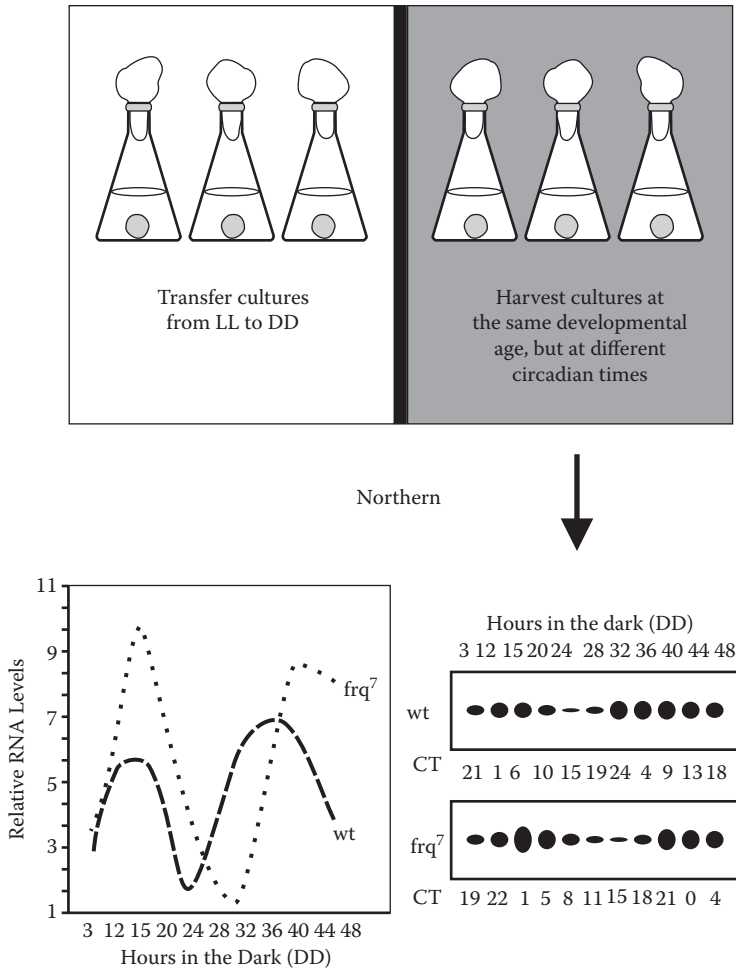 Transfer cultures
from LL to DD
Harvest cultures at
the same developmental
age, but at different
circadian times
Northern
11
9
7
5
3
1
Relative RNA Levels
frq7
wt
3 12 15 20 24 28 32 36 40 44 48
Hours in the Dark (DD)
Hours in the dark (DD)
3 12 15 20 24 28 32 36 40 44 48
wt
CT 21 1 6 10 15 19 24 4 9 13 18
frq7
CT 19 22 1 5 8 11 15 18 21 0 4